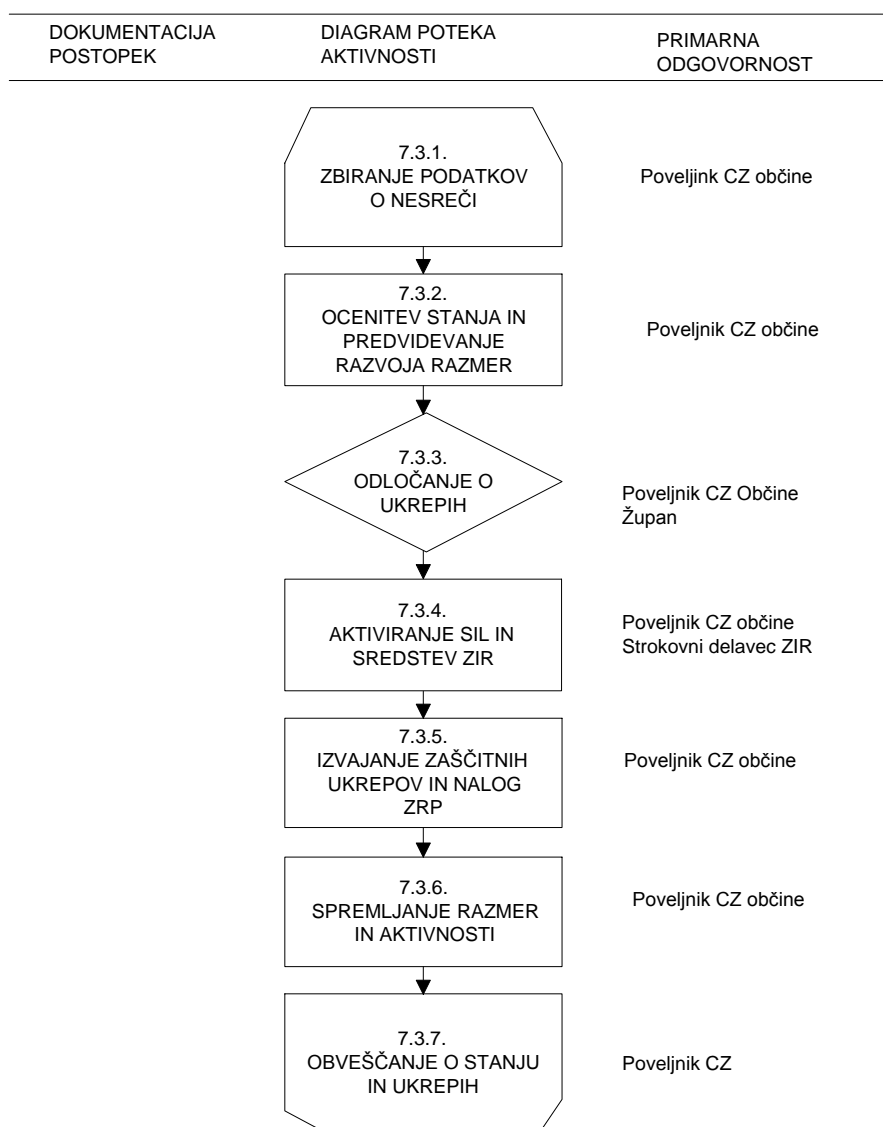 DOKUMENTACIJA
POSTOPEK
DIAGRAM POTEKA
AKTIVNOSTI
PRIMARNA
ODGOVORNOST
7.3.1.
ZBIRANJE PODATKOV
O NESREČI
Poveljink CZ občine
7.3.2.
OCENITEV STANJA IN
PREDVIDEVANJE
RAZVOJA RAZMER
Poveljnik CZ občine
7.3.3.
ODLOČANJE O
UKREPIH
Poveljnik CZ Občine
Župan
7.3.4.
AKTIVIRANJE SIL IN
SREDSTEV ZIR
Poveljnik CZ občine
Strokovni delavec ZIR
7.3.5.
IZVAJANJE ZAŠČITNIH
UKREPOV IN NALOG
ZRP
Poveljnik CZ občine
7.3.6.
SPREMLJANJE RAZMER
IN AKTIVNOSTI
Poveljnik CZ občine
7.3.7.
OBVEŠČANJE O STANJU
IN UKREPIH
Poveljnik CZ